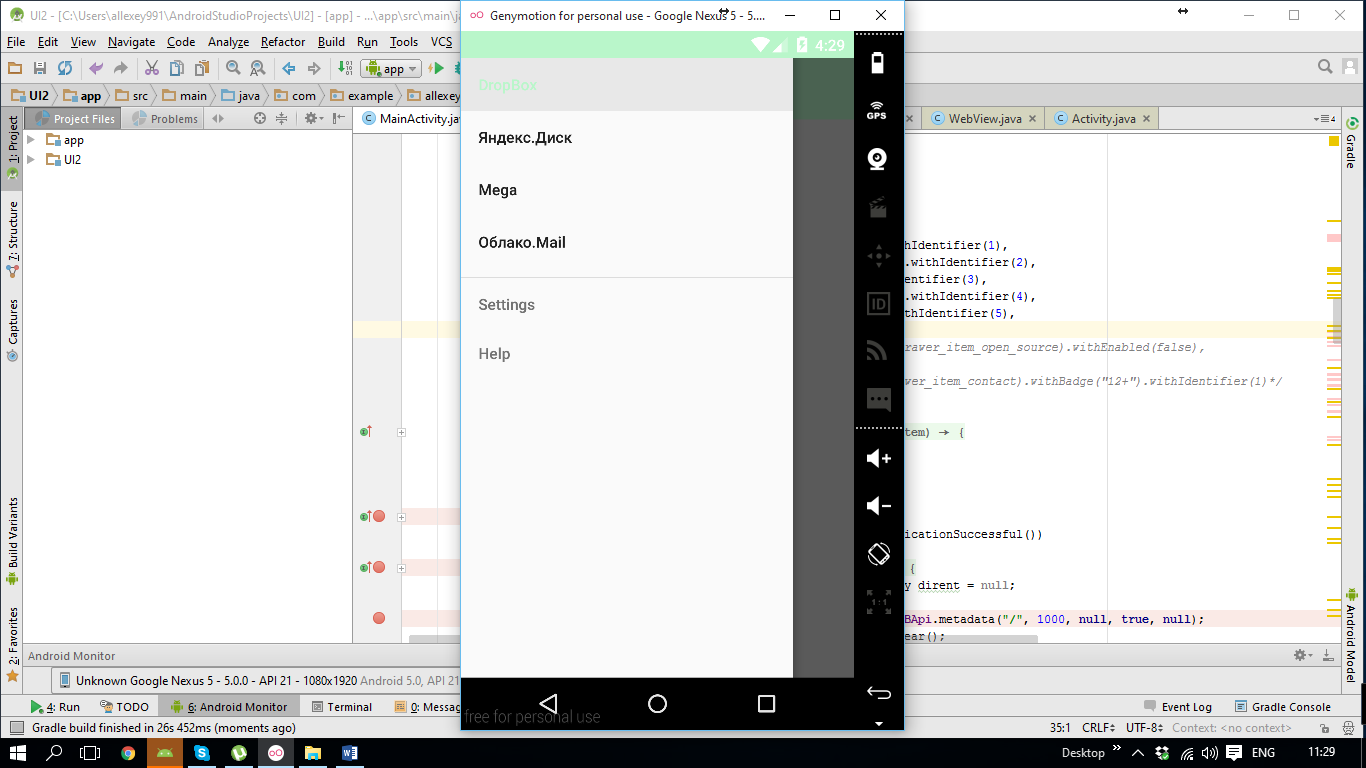 UI2 - [C:\Users\allexey991\AndroidStudioProjects\UI2] - [app] - ...\app\src\main\ja
Genymotion for personal use - Google Nexus 5 - 5....
File Edit View Navigate Code Analyze Refactor Build Run Tools VCS
4:29
app
UI2 app src main java com example allexey
DropBox
GPS
1: Project
Project Files
Problems
MainActivity.java
WebView.java
Activity.java
4
Gradle
app
UI2
Яндекс.Диск
Mega
Облако.Mail
Settings
Help
7: Structure
Captures
Build Variants
2: Favorites
ID
1:1
hIdentifier(1),
.withIdentifier(2),
entifier(3),
.withIdentifier(4),
thIdentifier(5),
raver_item_open_source).withEnabled(false),
ver_item_contact).withBadge("12+").withIdentifier(1)*/
tem) → {
icationSuccessful())
{
y dirent = null;
BApi.metadata("/", 1000, null, true, null);
ear();
Android Model
Android Monitor
Unknown Google Nexus 5 - 5.0.0 - API 21 - 1080x1920 Android 5.0, API 21
4: Run TODO 6: Android Monitor Terminal 0: Messag
free for personal use
Event Log Gradle Console
Gradle build finished in 26s 452ms (moments ago)
35:1 CRLF UTF-8 Context: <no context>
Desktop » ENG 11:29